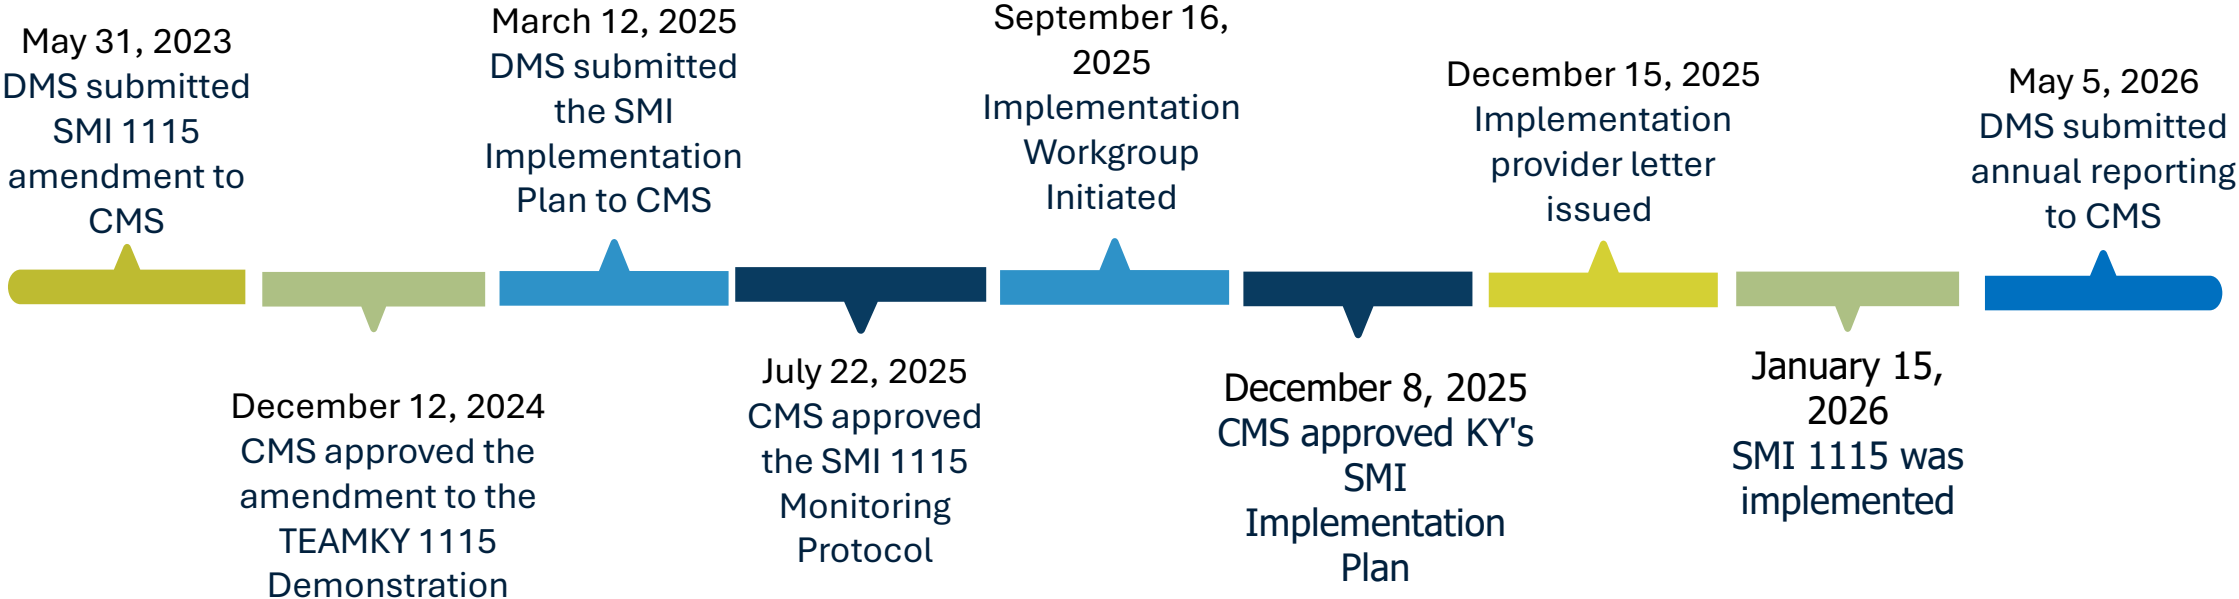 May 31, 2023
DMS submitted
SMI 1115
amendment to
CMS
December 12, 2024
CMS approved the
amendment to the
TEAMKY 1115
Demonstration
March 12, 2025
DMS submitted
the SMI
Implementation
Plan to CMS
July 22, 2025
CMS approved
the SMI 1115
Monitoring
Protocol
September 16,
2025
Implementation
Workgroup
Initiated
December 8, 2025
CMS approved KY's
SMI
Implementation
Plan
December 15, 2025
Implementation
provider letter
issued
January 15,
2026
SMI 1115 was
implemented
May 5, 2026
DMS submitted
annual reporting
to CMS